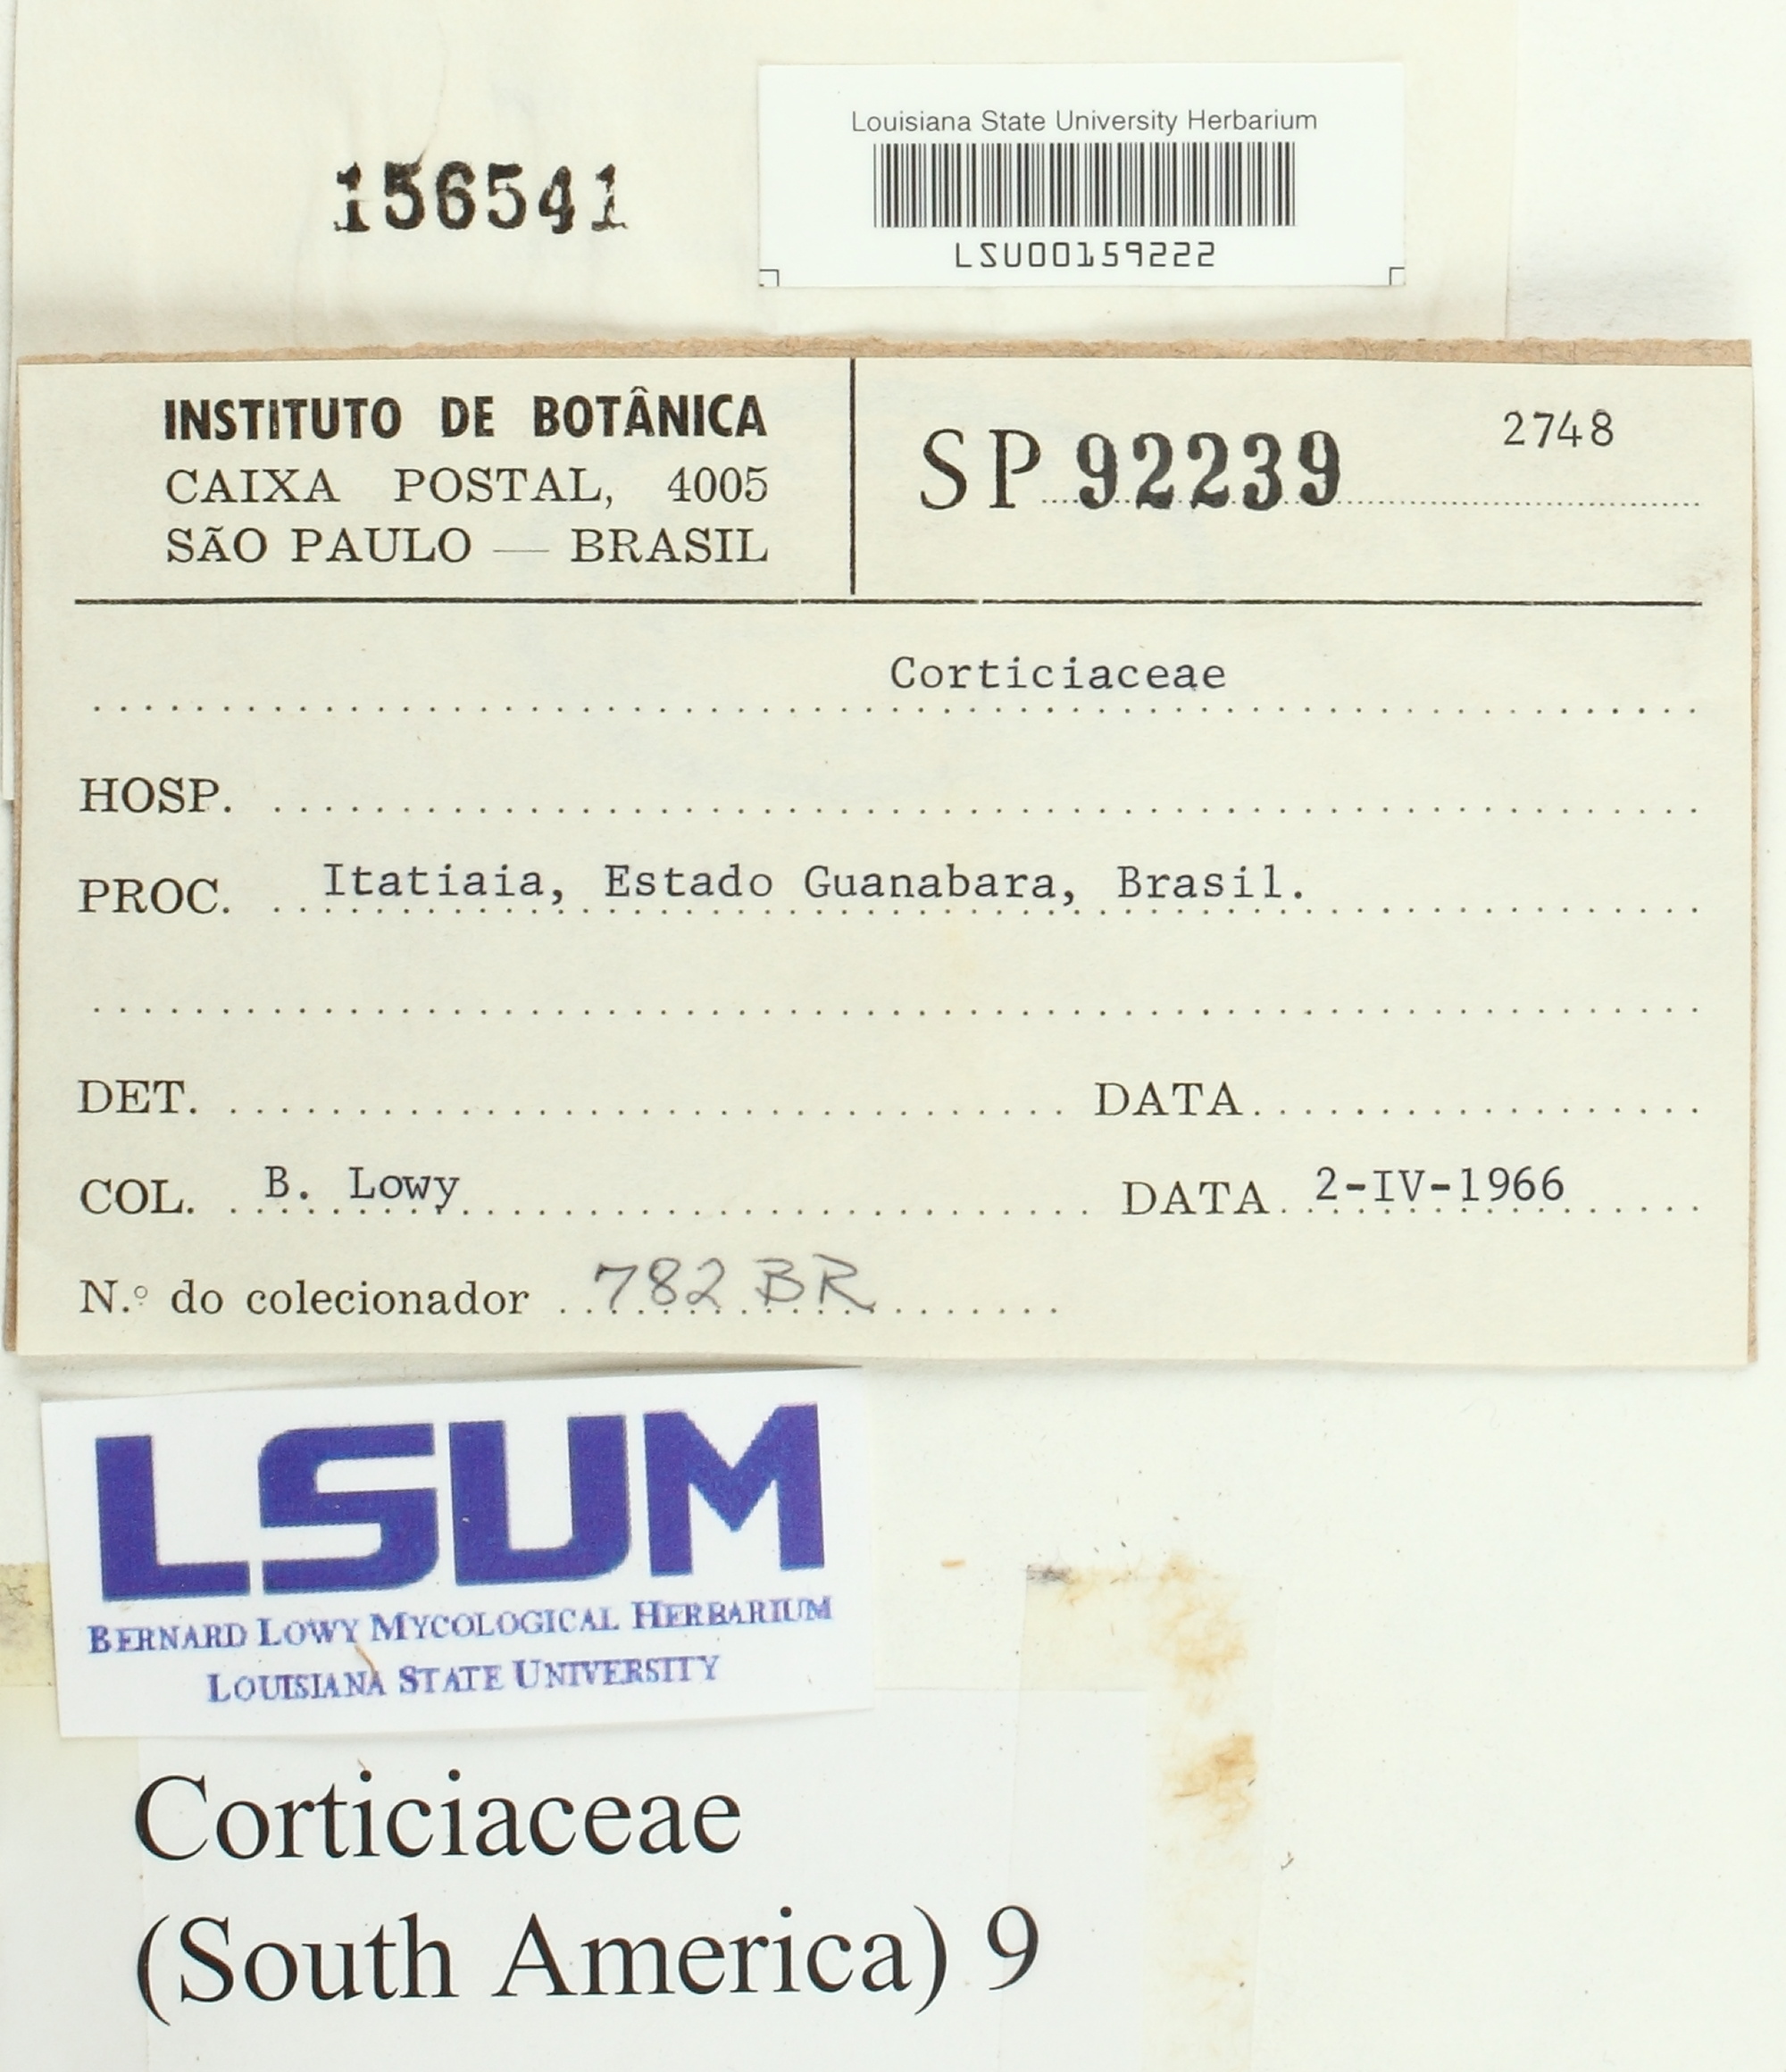 Louisiana State University Herbarium
156541
LSU00159222
INSTITUTO DE BOTÂNICA
CAIXA POSTAL, 4005
SÃO PAULO — BRASIL
SP 92239
2748
Corticiaceae
HOSP.
PROC. Itatiaia, Estado Guanabara, Brasil.
DET. DATA
COL. B. Lowy DATA 2-IV-1966
N.º do colecionador 782 BR
LSUM
BERNARD LOWY MYCOLOGICAL HERBARIUM
LOUISIANA STATE UNIVERSITY
Corticiaceae
(South America) 9